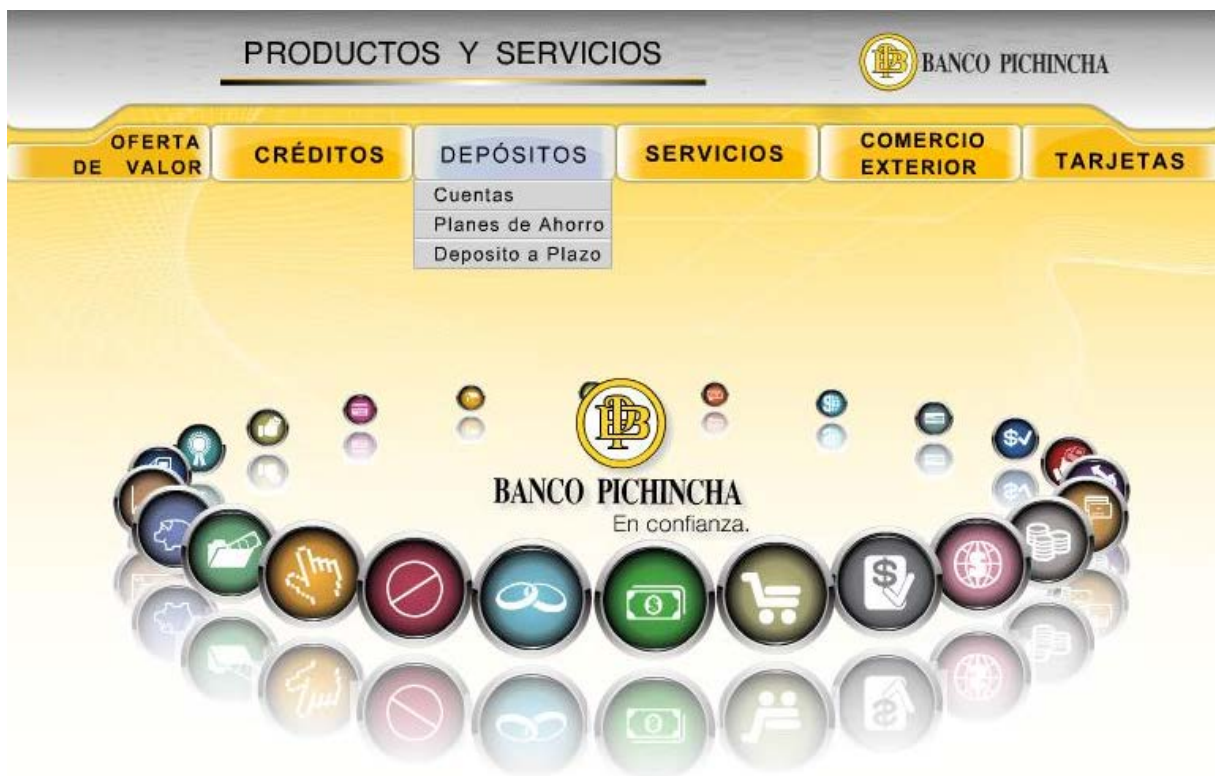 PRODUCTOS Y SERVICIOS
BANCO PICHINCHA
OFERTA
DE VALOR
CRÉDITOS
DEPÓSITOS
SERVICIOS
COMERCIO
EXTERIOR
TARJETAS
Cuentas
Planes de Ahorro
Deposito a Plazo
BANCO PICHINCHA
En confianza.